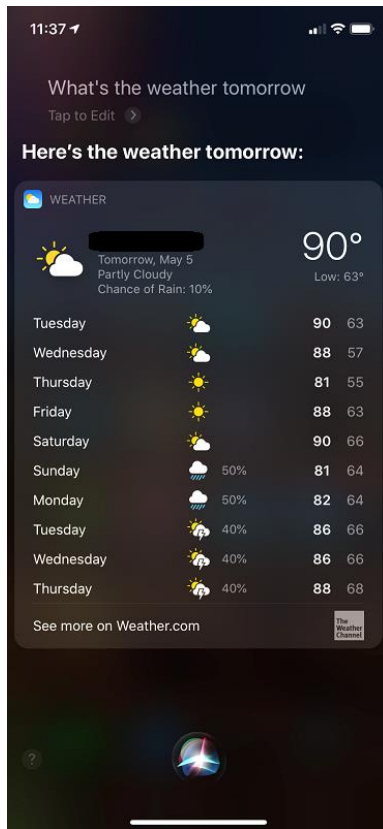 11:37
What's the weather tomorrow
Tap to Edit
Here's the weather tomorrow:
WEATHER
90°
Tomorrow, May 5
Partly Cloudy
Low: 63°
Chance of Rain: 10%
Tuesday 90 63
Wednesday 88 57
Thursday 81 55
Friday 88 63
Saturday 90 66
Sunday 50% 81 64
Monday 50% 82 64
Tuesday 40% 86 66
Wednesday 40% 86 66
Thursday 40% 88 68
See more on Weather.com
The
Weather
Channel
?